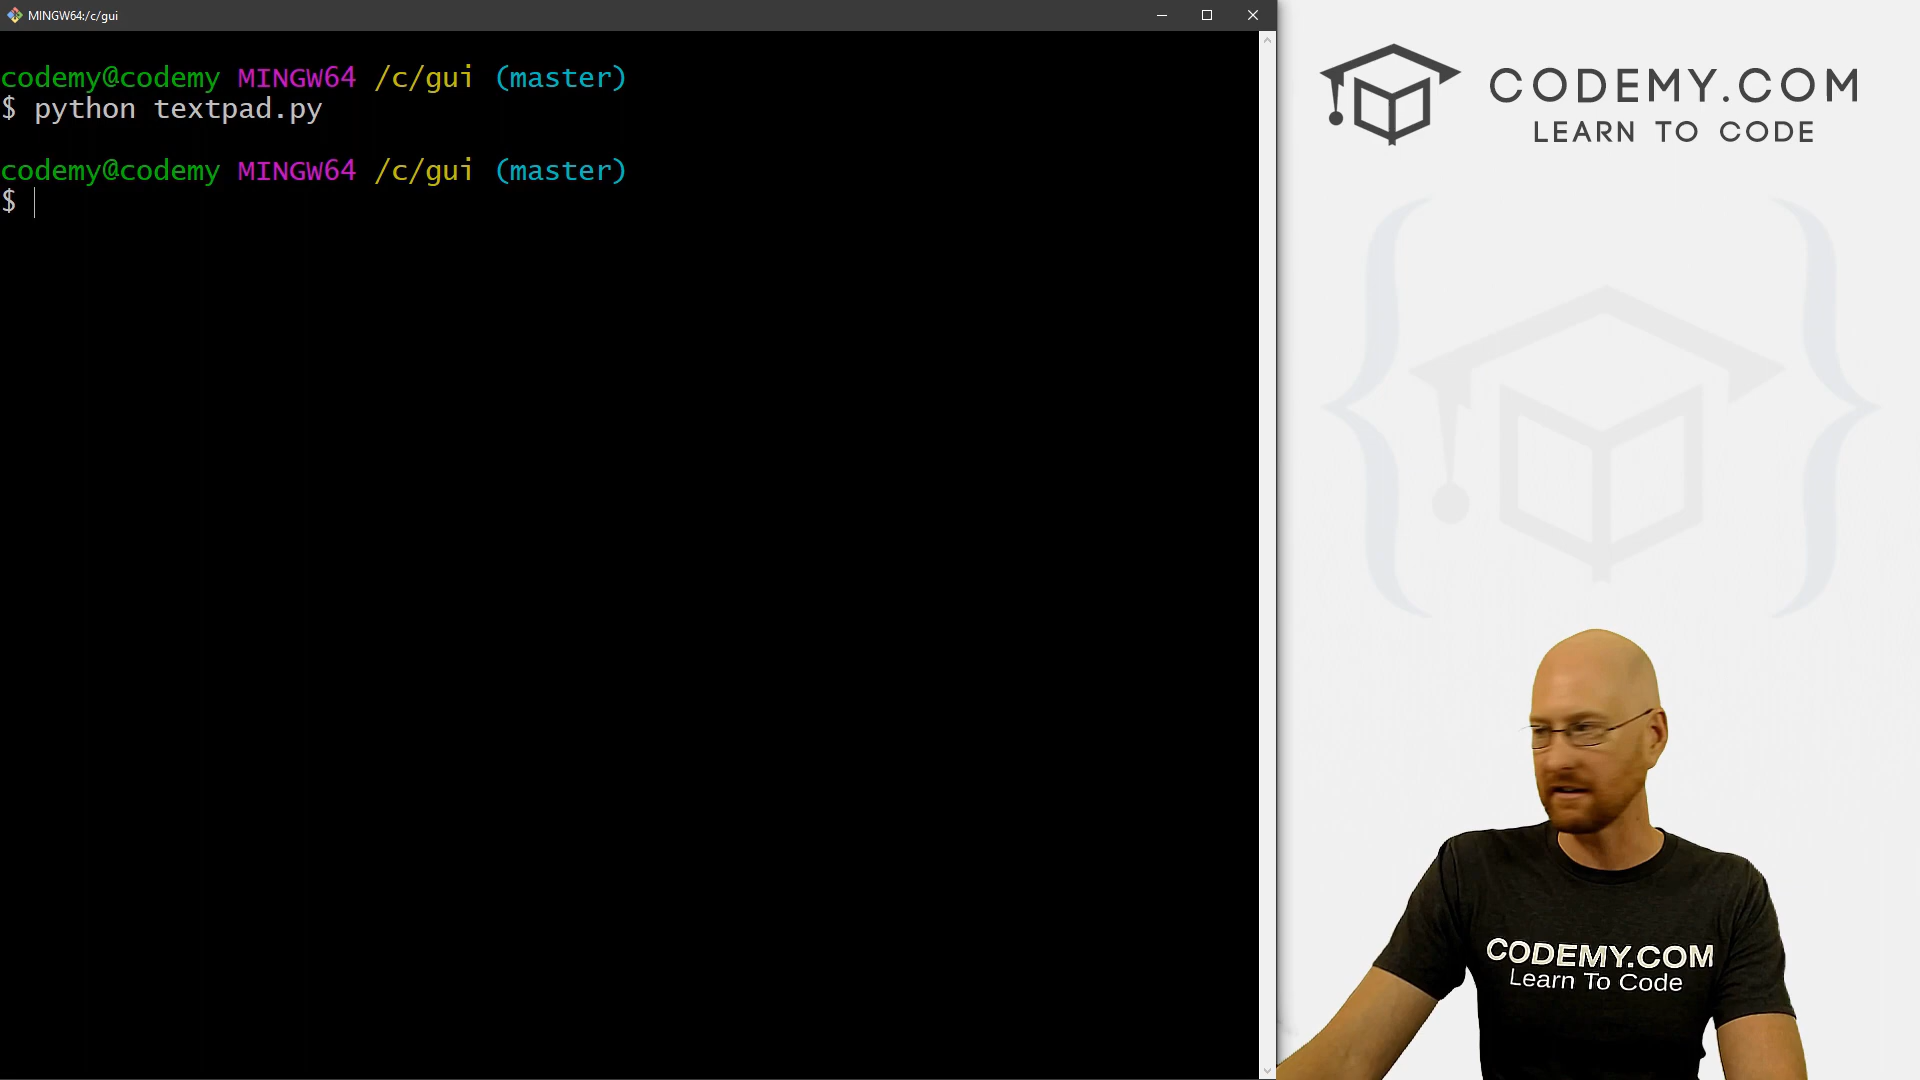 MINGW64:/c/gui
codemy@codemy MINGW64 /c/gui (master)
$ python textpad.py
codemy@codemy MINGW64 /c/gui (master)
$
CODEMY.COM
LEARN TO CODE
CODEMY.COM
Learn To Code